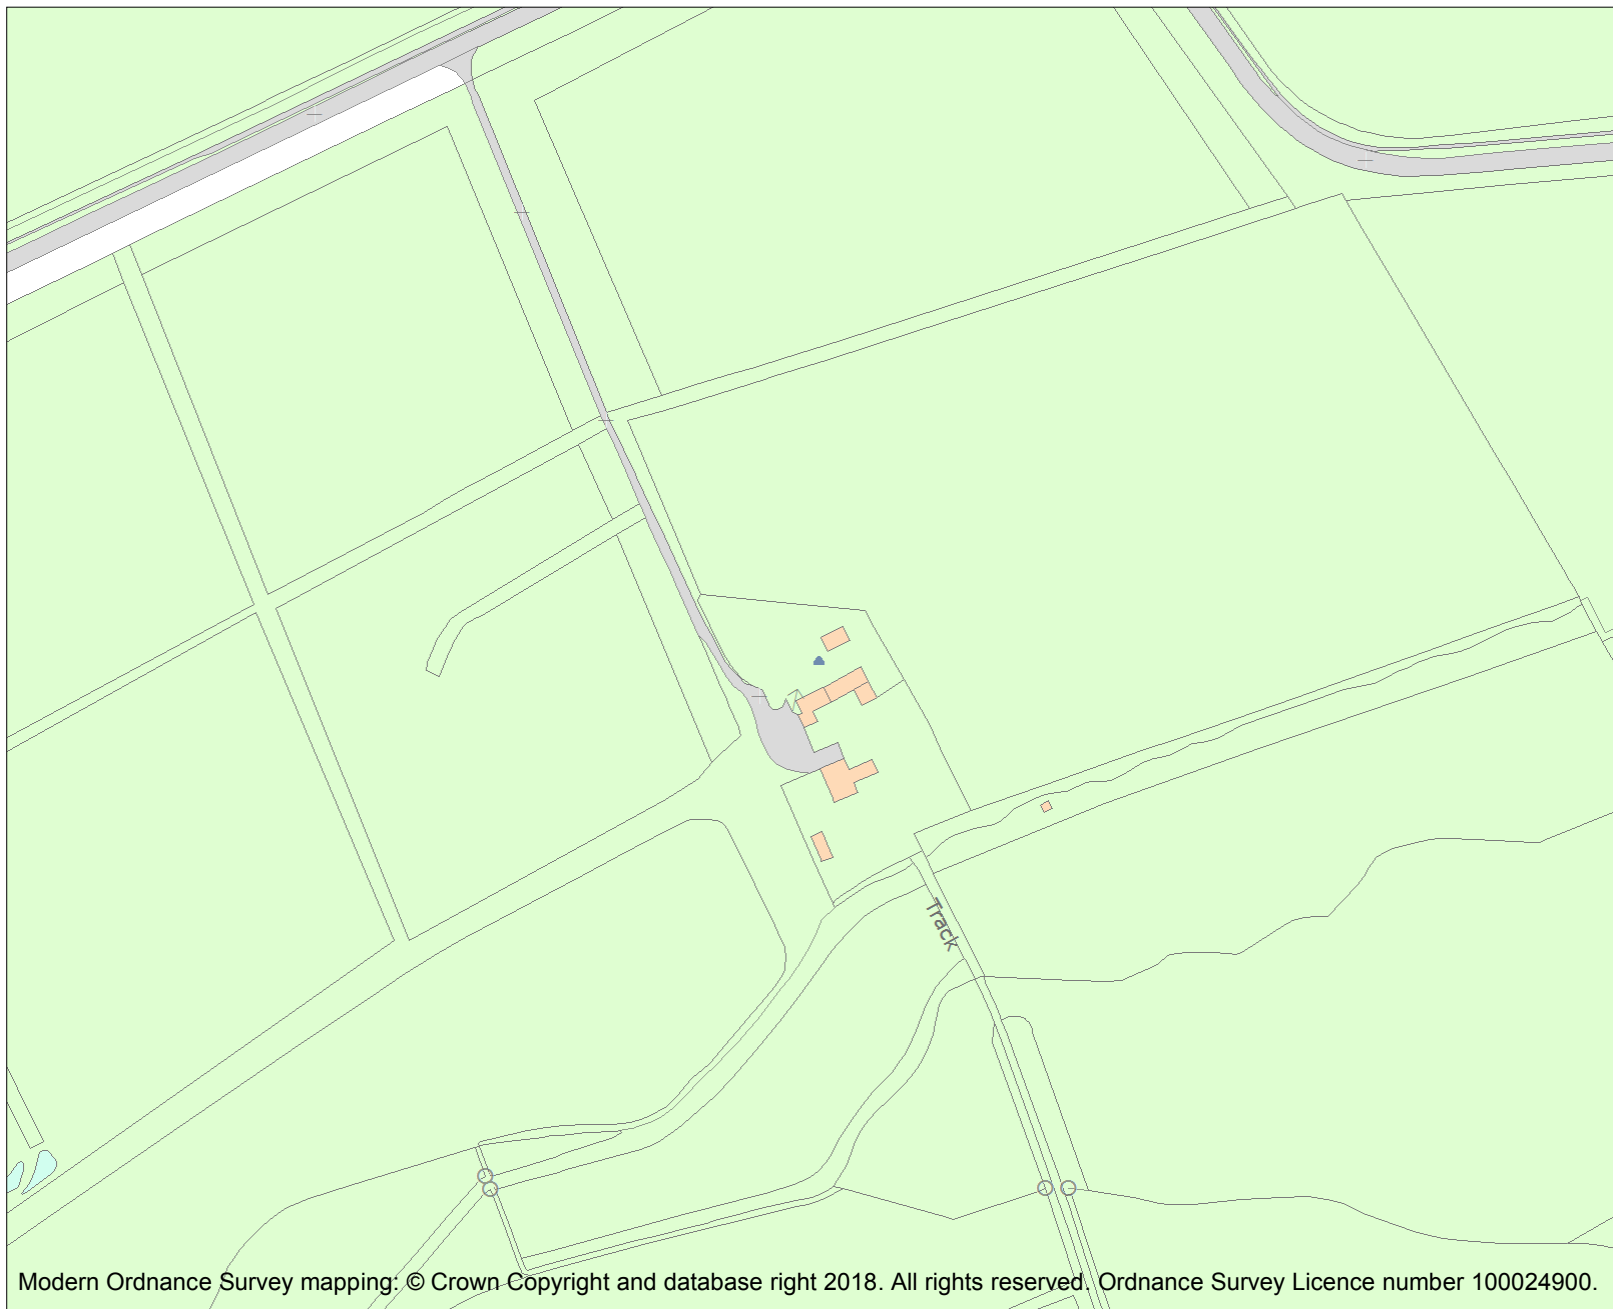 Track
Modern Ordnance Survey mapping: © Crown Copyright and database right 2018. All rights reserved. Ordnance Survey Licence number 100024900.